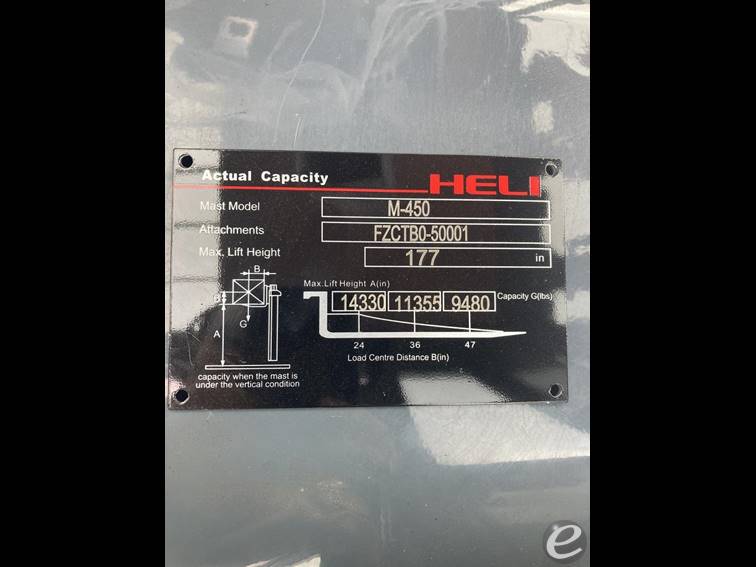 Actual Capacity HELI
Mast Model M-450
Attachments FZCTB0-50001
Max. Lift Height 177 in
B
Max.Lift Height A(in)
14330 11355 9480 Capacity G(lbs)
B
G
A
24 36 47
Load Centre Distance B(in)
capacity when the mast is
under the vertical condition
e